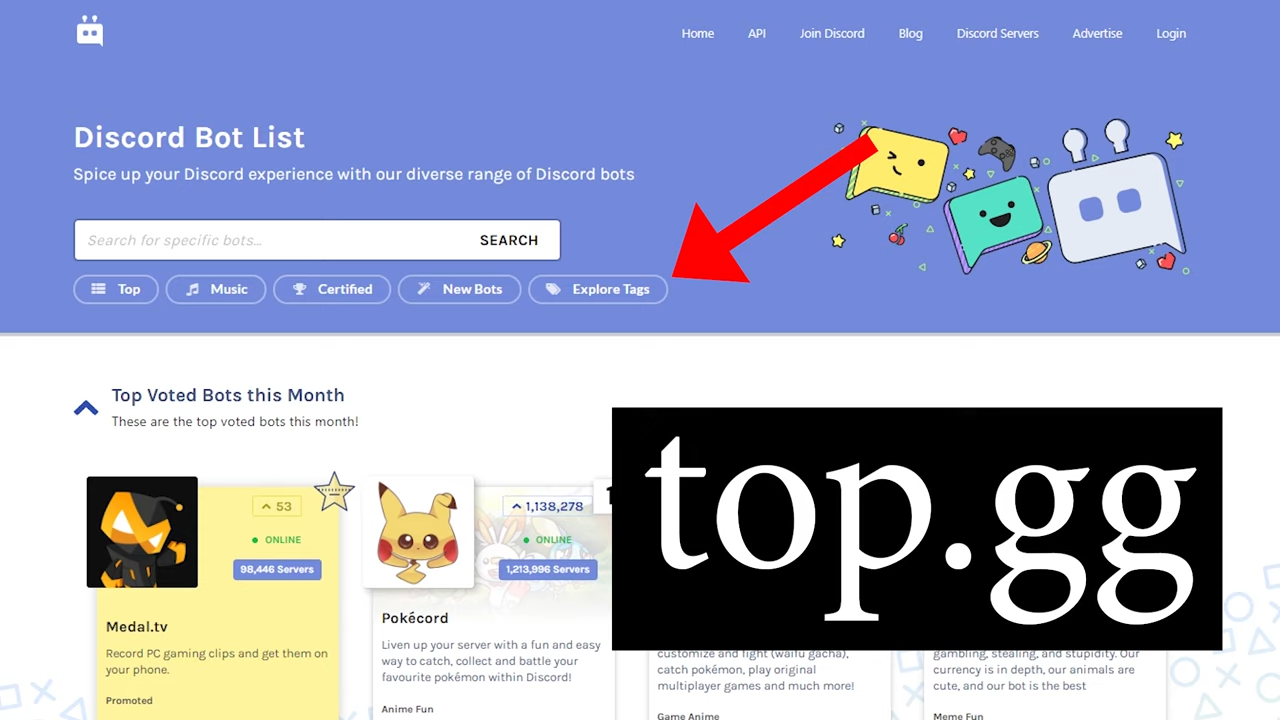 Home API Join Discord Blog Discord Servers Advertise Login
Discord Bot List
Spice up your Discord experience with our diverse range of Discord bots
Search for specific bots... SEARCH
Top Music Certified New Bots Explore Tags
Top Voted Bots this Month
These are the top voted bots this month!
top.gg
53
ONLINE
98,446 Servers
Medal.tv
Record PC gaming clips and get them on
your phone.
Promoted
1,138,278
ONLINE
1,213,996 Servers
Pokécord
Liven up your server with a fun and easy
way to catch, collect and battle your
favourite pokémon within Discord!
Anime Fun
customize and fight (waifu gacha),
catch pokémon, play original
multiplayer games and much more!
Game Anime
gambling, stealing, and stupidity. Our
currency is in depth, our animals are
cute, and our bot is the best
Meme Fun